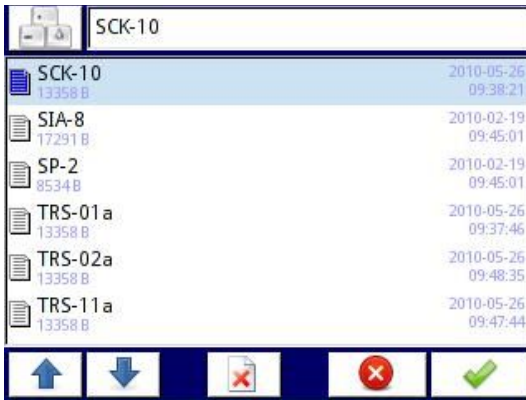 SCK-10
SCK-10 2010-05-26
13358 B 09:38:21
SIA-8 2010-02-19
17291 B 09:45:01
SP-2 2010-02-19
8534 B 09:45:01
TRS-01a 2010-05-26
13358 B 09:37:46
TRS-02a 2010-05-26
13358 B 09:48:35
TRS-11a 2010-05-26
13358 B 09:47:44